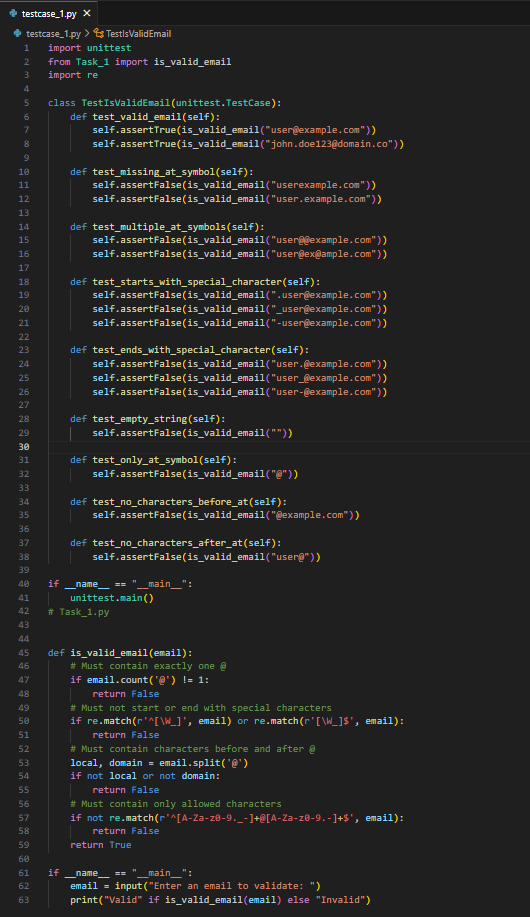 testcase_1.py ×
testcase_1.py > TestIsValidEmail
1 import unittest
2 from Task_1 import is_valid_email
3 import re
4
5 class TestIsValidEmail(unittest.TestCase):
6     def test_valid_email(self):
7         self.assertTrue(is_valid_email("user@example.com"))
8         self.assertTrue(is_valid_email("john.doe123@domain.co"))
9
10     def test_missing_at_symbol(self):
11         self.assertFalse(is_valid_email("userexample.com"))
12         self.assertFalse(is_valid_email("user.example.com"))
13
14     def test_multiple_at_symbols(self):
15         self.assertFalse(is_valid_email("user@@example.com"))
16         self.assertFalse(is_valid_email("user@ex@ample.com"))
17
18     def test_starts_with_special_character(self):
19         self.assertFalse(is_valid_email(".user@example.com"))
20         self.assertFalse(is_valid_email("_user@example.com"))
21         self.assertFalse(is_valid_email("-user@example.com"))
22
23     def test_ends_with_special_character(self):
24         self.assertFalse(is_valid_email("user.@example.com"))
25         self.assertFalse(is_valid_email("user_@example.com"))
26         self.assertFalse(is_valid_email("user-@example.com"))
27
28     def test_empty_string(self):
29         self.assertFalse(is_valid_email(""))
30
31     def test_only_at_symbol(self):
32         self.assertFalse(is_valid_email("@"))
33
34     def test_no_characters_before_at(self):
35         self.assertFalse(is_valid_email("@example.com"))
36
37     def test_no_characters_after_at(self):
38         self.assertFalse(is_valid_email("user@"))
39
40 if __name__ == "__main__":
41     unittest.main()
42 # Task_1.py
43
44
45 def is_valid_email(email):
46     # Must contain exactly one @
47     if email.count('@') != 1:
48         return False
49     # Must not start or end with special characters
50     if re.match(r'^[\W_]', email) or re.match(r'[\W_]$', email):
51         return False
52     # Must contain characters before and after @
53     local, domain = email.split('@')
54     if not local or not domain:
55         return False
56     # Must contain only allowed characters
57     if not re.match(r'^[A-Za-z0-9._-]+@[A-Za-z0-9.-]+$', email):
58         return False
59     return True
60
61 if __name__ == "__main__":
62     email = input("Enter an email to validate: ")
63     print("Valid" if is_valid_email(email) else "Invalid")